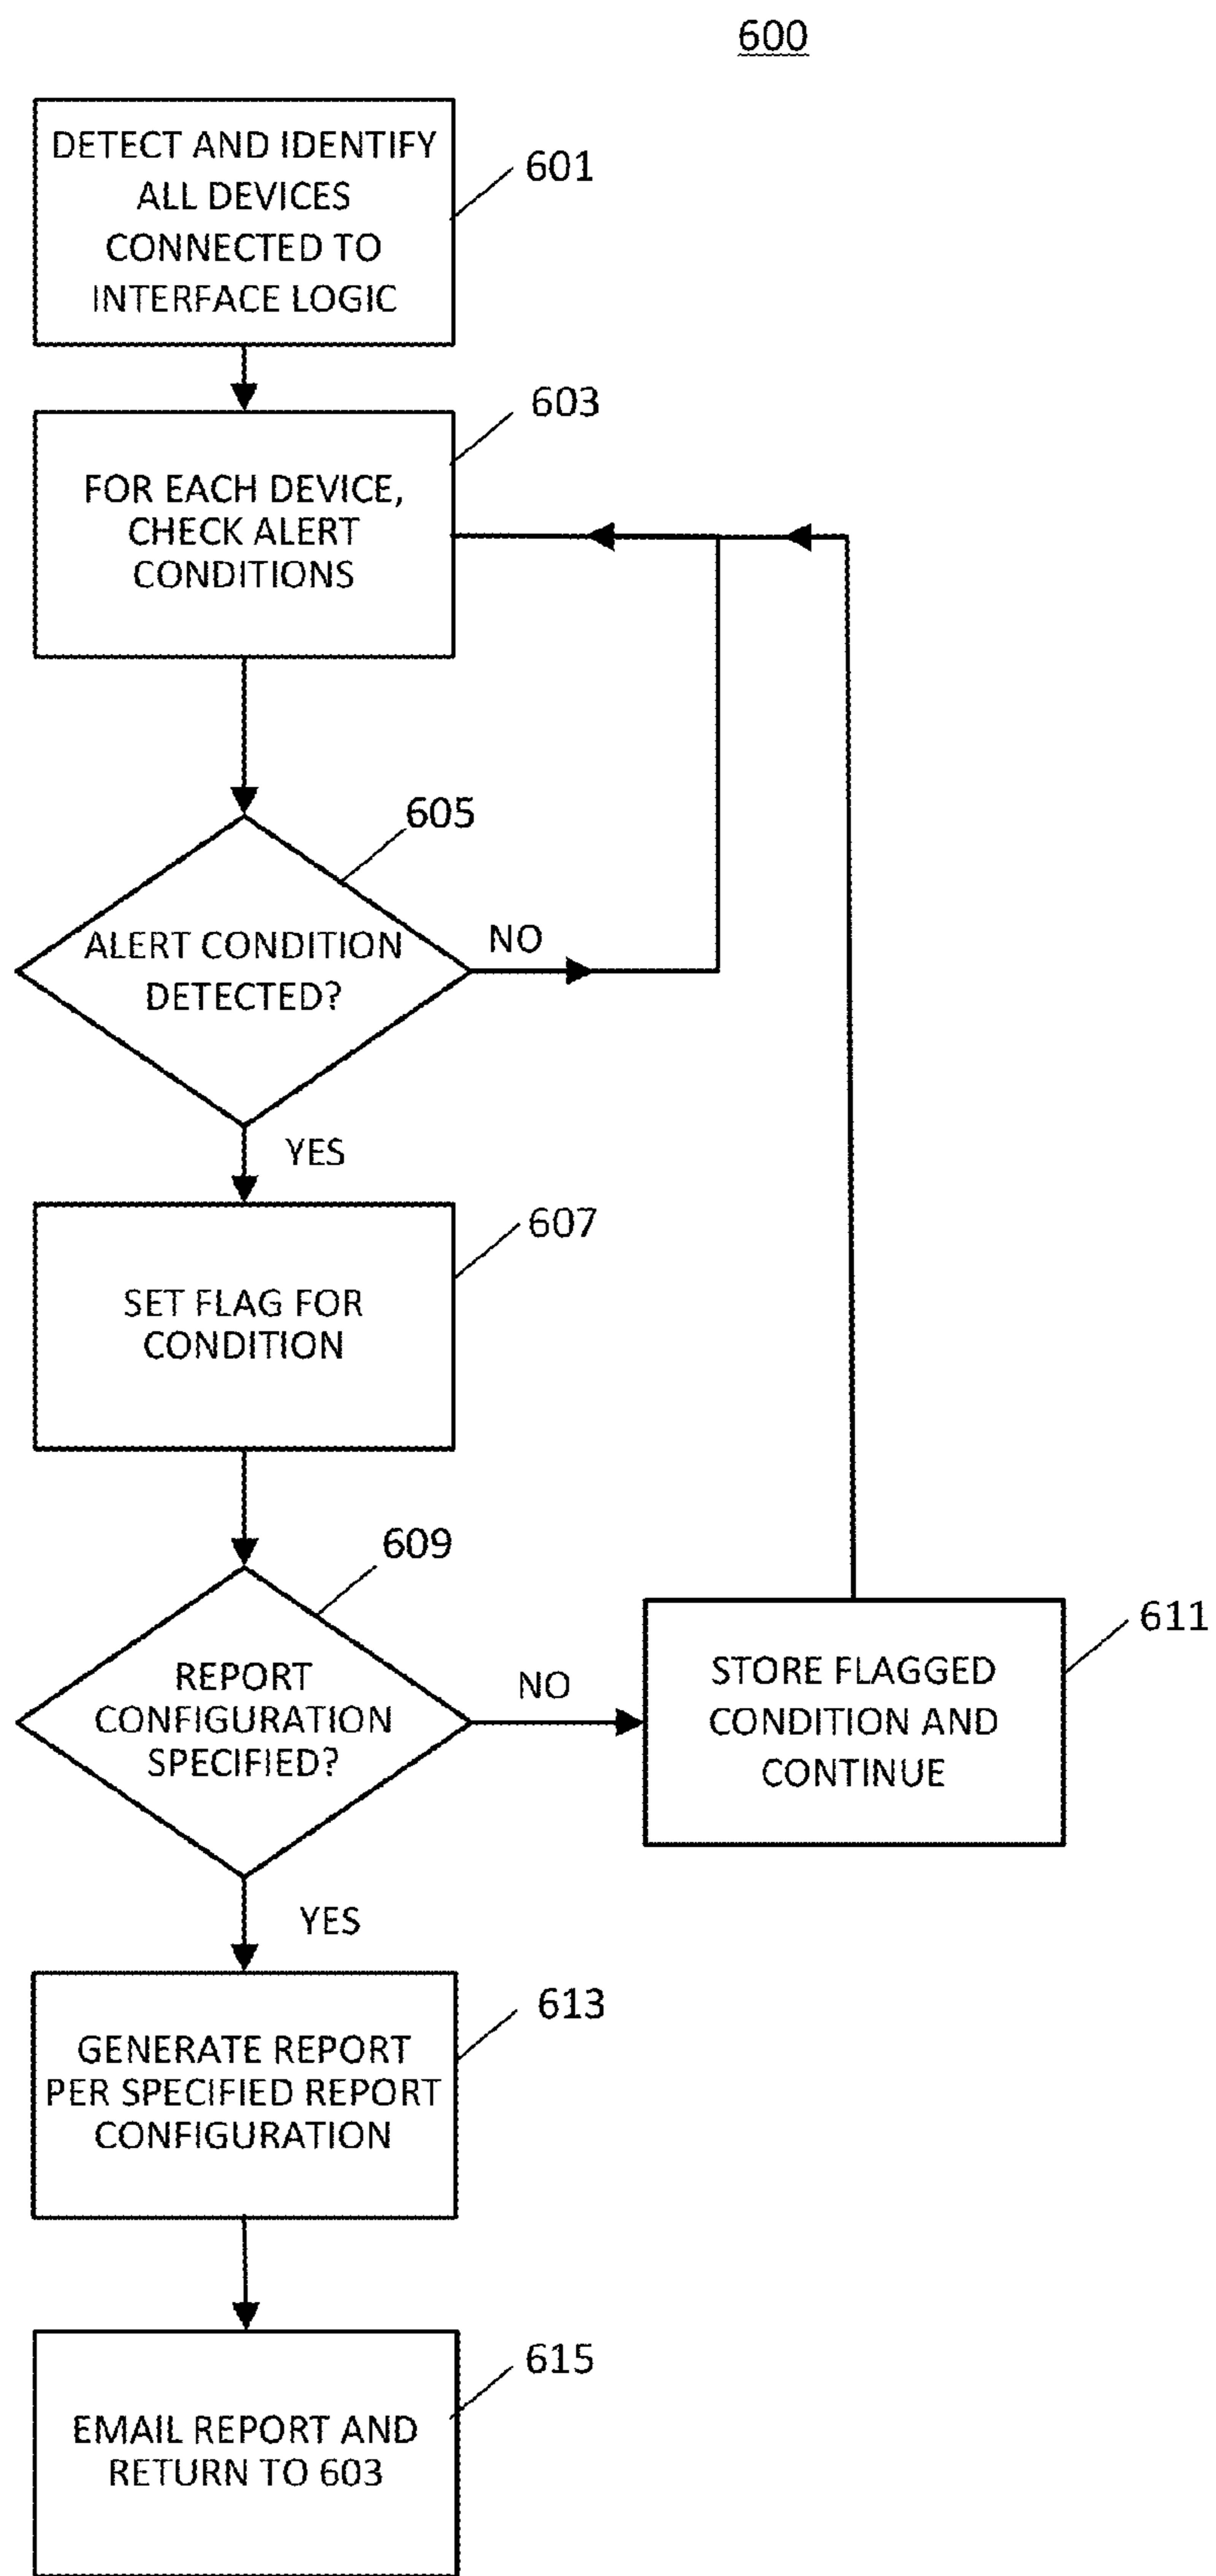 600
DETECT AND IDENTIFY
ALL DEVICES
CONNECTED TO
INTERFACE LOGIC
601
603
FOR EACH DEVICE,
CHECK ALERT
CONDITIONS
605
ALERT CONDITION
DETECTED?
NO
YES
607
SET FLAG FOR
CONDITION
609
REPORT
CONFIGURATION
SPECIFIED?
NO
611
STORE FLAGGED
CONDITION AND
CONTINUE
YES
613
GENERATE REPORT
PER SPECIFIED REPORT
CONFIGURATION
615
EMAIL REPORT AND
RETURN TO 603